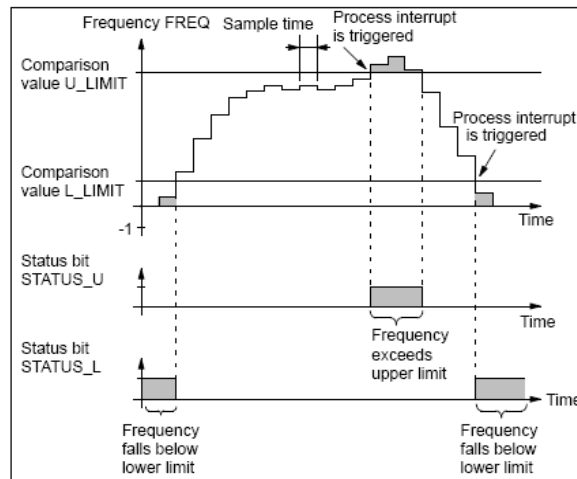 Frequency FREQ
Sample time
Process interrupt
is triggered
Comparison
value U_LIMIT
Process interrupt
is triggered
Comparison
value L_LIMIT
Time
-1
Status bit
STATUS_U
Time
Frequency
exceeds
upper limit
Status bit
STATUS_L
Time
Frequency
falls below
lower limit
Frequency
falls below
lower limit